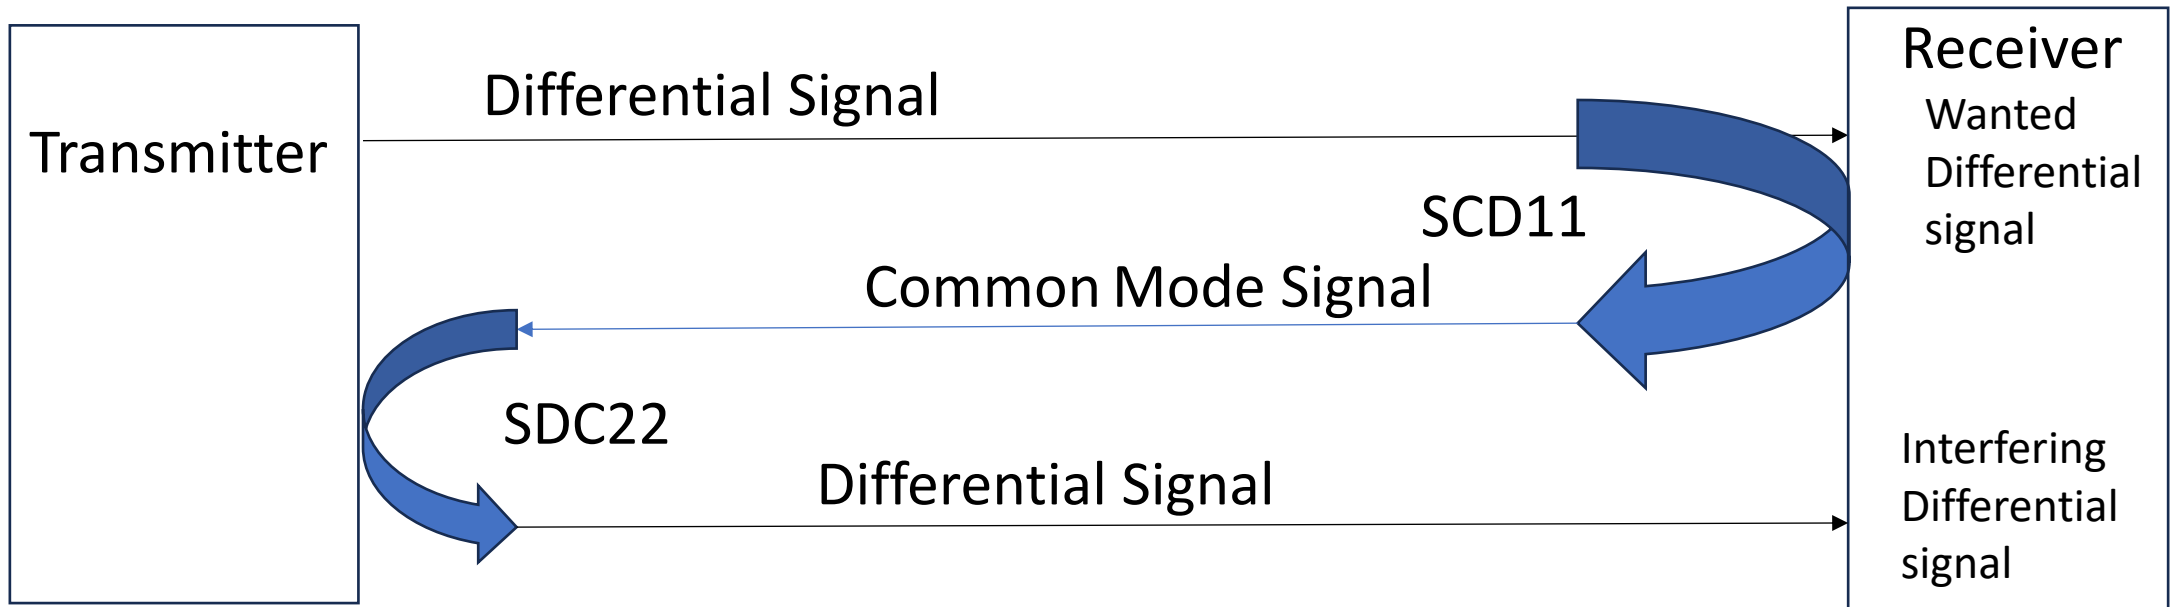 Transmitter
Differential Signal
SCD11
Common Mode Signal
SDC22
Differential Signal
Receiver
Wanted
Differential
signal
Interfering
Differential
signal